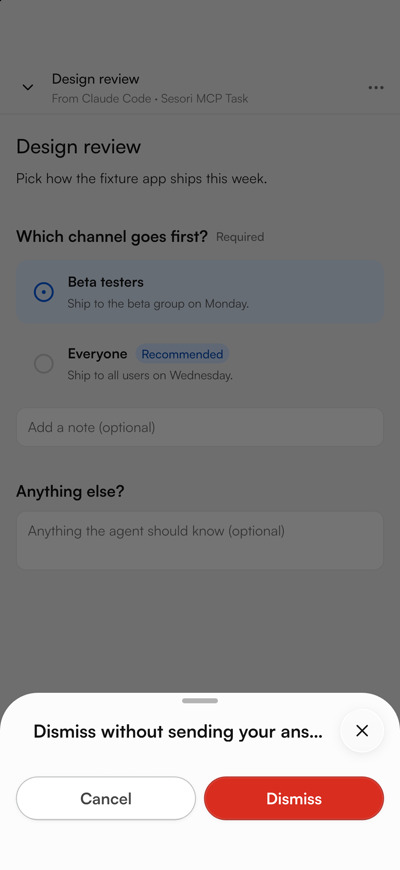 Design review
From Claude Code • Sesori MCP Task
Design review
Pick how the fixture app ships this week.
Which channel goes first? Required
Beta testers
Ship to the beta group on Monday.
Everyone Recommended
Ship to all users on Wednesday.
Add a note (optional)
Anything else?
Anything the agent should know (optional)
Dismiss without sending your ans...
Cancel
Dismiss